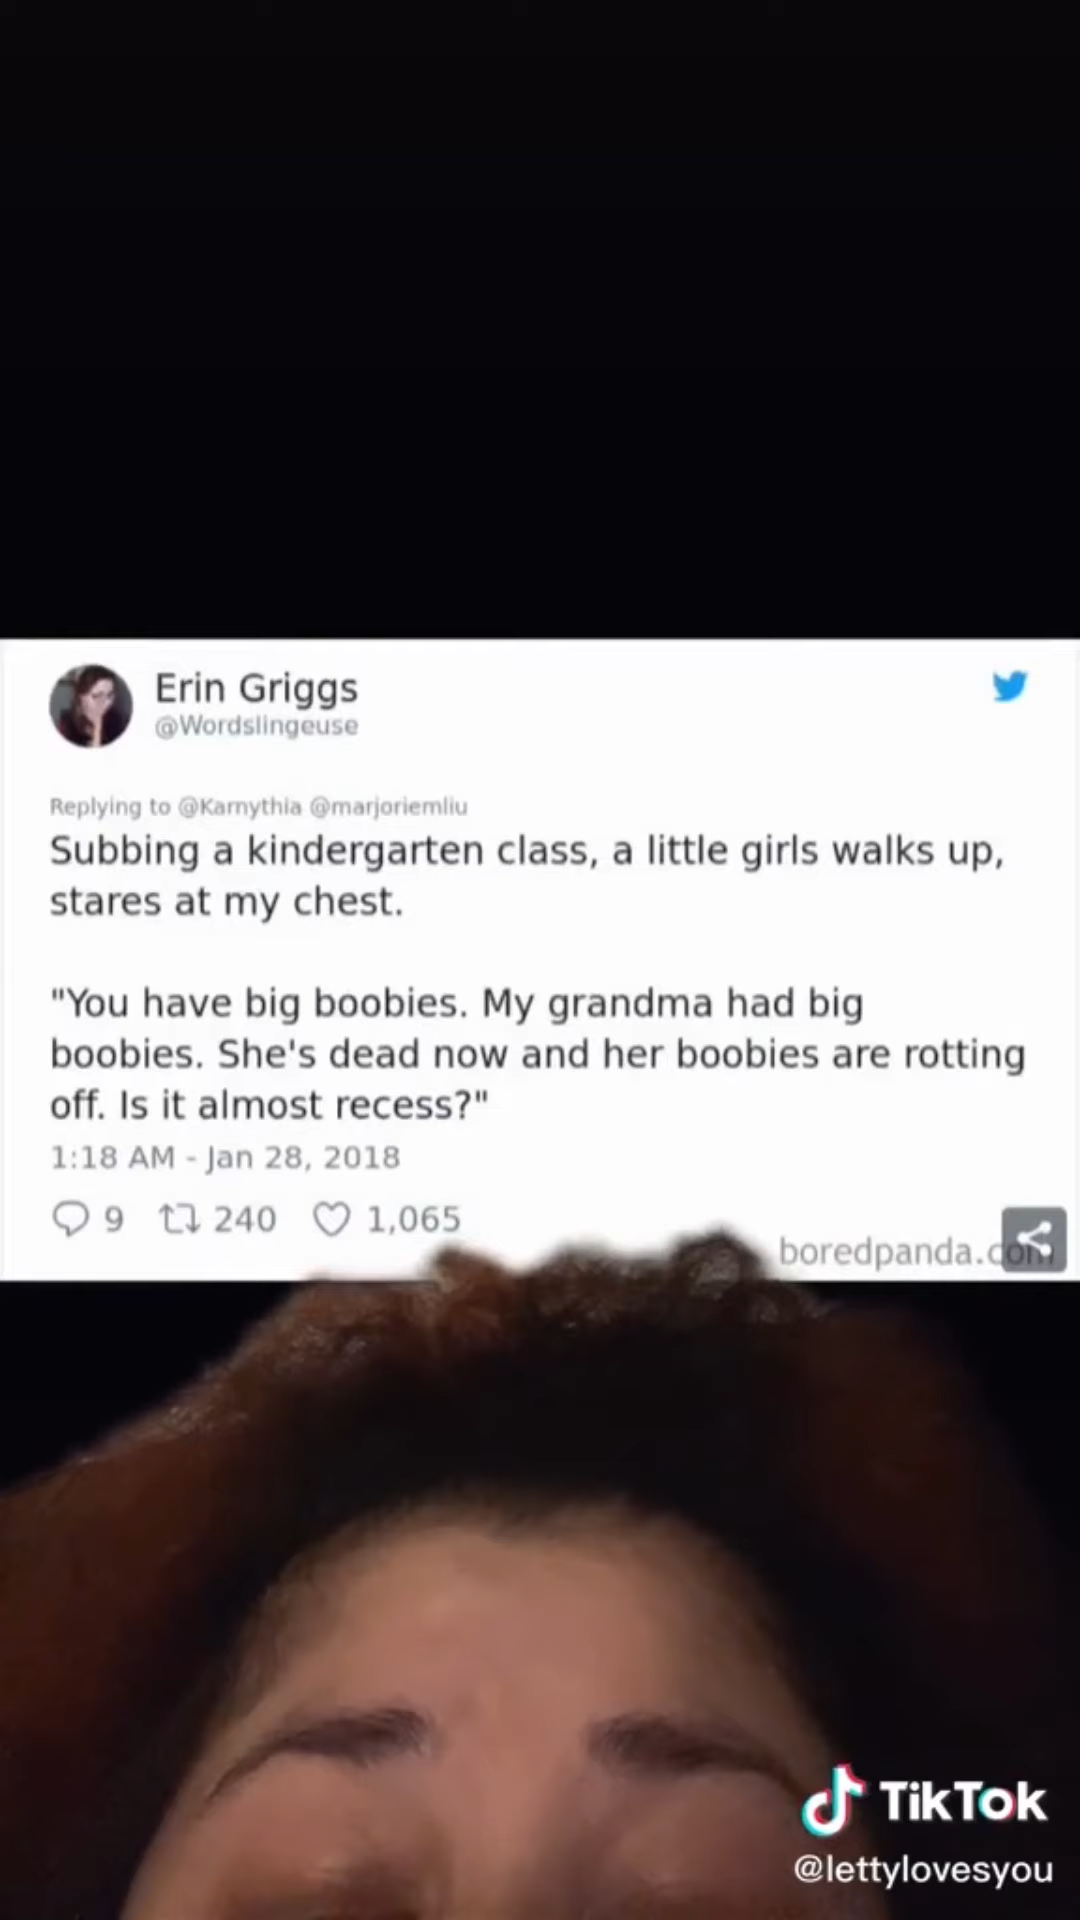 Erin Griggs
@Wordslingeuse
Replying to @Karnythia @marjoriemliu
Subbing a kindergarten class, a little girls walks up,
stares at my chest.
"You have big boobies. My grandma had big
boobies. She's dead now and her boobies are rotting
off. Is it almost recess?"
1:18 AM - Jan 28, 2018
9 240 1,065
boredpanda.com
TikTok
@lettylovesyou